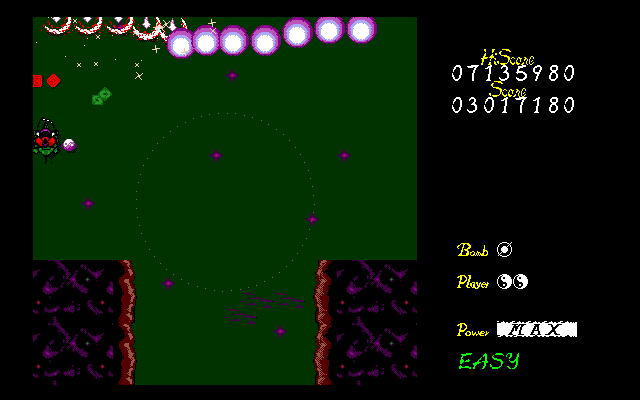 HiScore
07135980
Score
03017180
Bomb
Player
Power MAX
EASY